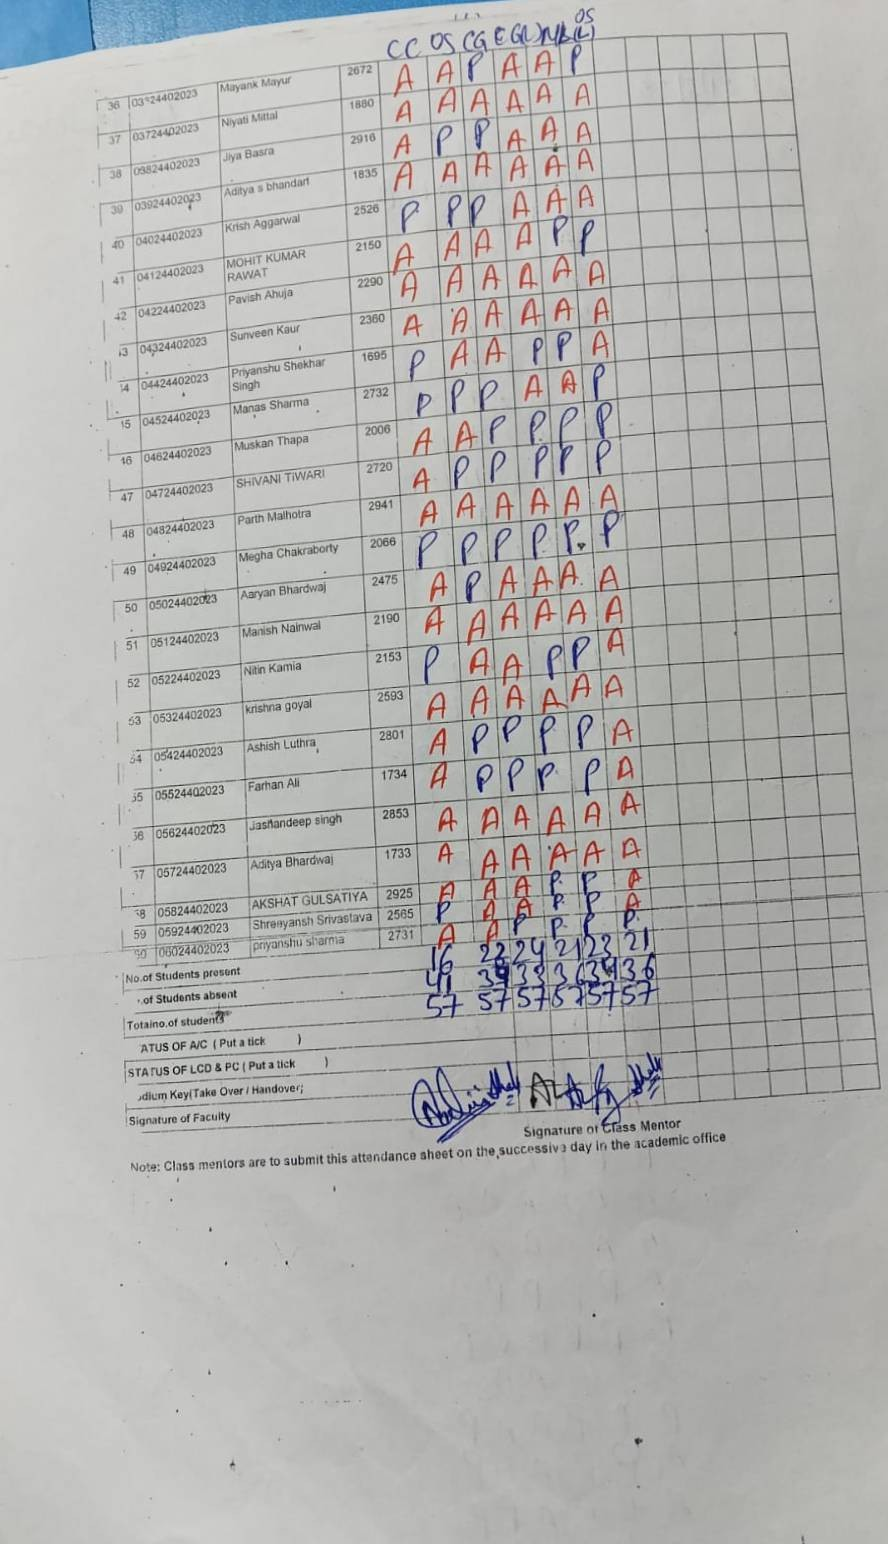 CC OS CG E
OS
36 03624402023 Mayank Mayur 2672 A A P A A P
37 03724402023 Niyati Mittal 1880 A A A A A A
38 03824402023 Jiya Basra 2916 A P P A A A
39 03924402023 Aditya s bhandari 1835 A A A A A A
40 04024402023 Krish Aggarwal 2526 P P P A A A
41 04124402023 MOHIT KUMAR RAWAT 2150 A A A A P P
42 04224402023 Pavish Ahuja 2290 A A A A A A
43 04324402023 Sunveen Kaur 2360 A A A A A A
44 04424402023 Priyanshu Shekhar Singh 1695 P A A P P A
45 04524402023 Manas Sharma 2732 P P P A A P
46 04624402023 Muskan Thapa 2006 A A P P P P
47 04724402023 SHIVANI TIWARI 2720 A P P P P P
48 04824402023 Parth Malhotra 2941 A A A A A A
49 04924402023 Megha Chakraborty 2066 P P P P P P
50 05024402023 Aaryan Bhardwaj 2475 A P A A A A
51 05124402023 Manish Nainwal 2190 A A A A A A
52 05224402023 Nitin Kamia 2153 P A A P P A
53 05324402023 krishna goyal 2593 A A A A A A
54 05424402023 Ashish Luthra 2801 A P P P P A
55 05524402023 Farhan Ali 1734 A P P P P A
56 05624402023 Jashandeep singh 2853 A A A A A A
57 05724402023 Aditya Bhardwaj 1733 A A A A A A
58 05824402023 AKSHAT GULSATIYA 2925 A A A P P A
59 05924402023 Shreeyansh Srivastava 2565 P A A P P A
60 06024402023 priyanshu sharma 2731 A A P P P P
No.of Students present 16 23 24 21 23 21
.of Students absent 41 34 33 36 34 36
Totalno.of students 57 57 57 57 57 57
ATUS OF A/C ( Put a tick )
STATUS OF LCD & PC ( Put a tick )
dium Key(Take Over / Handover;
Signature of Faculty
Signature of Class Mentor
Note: Class mentors are to submit this attendance sheet on the successive day in the academic office